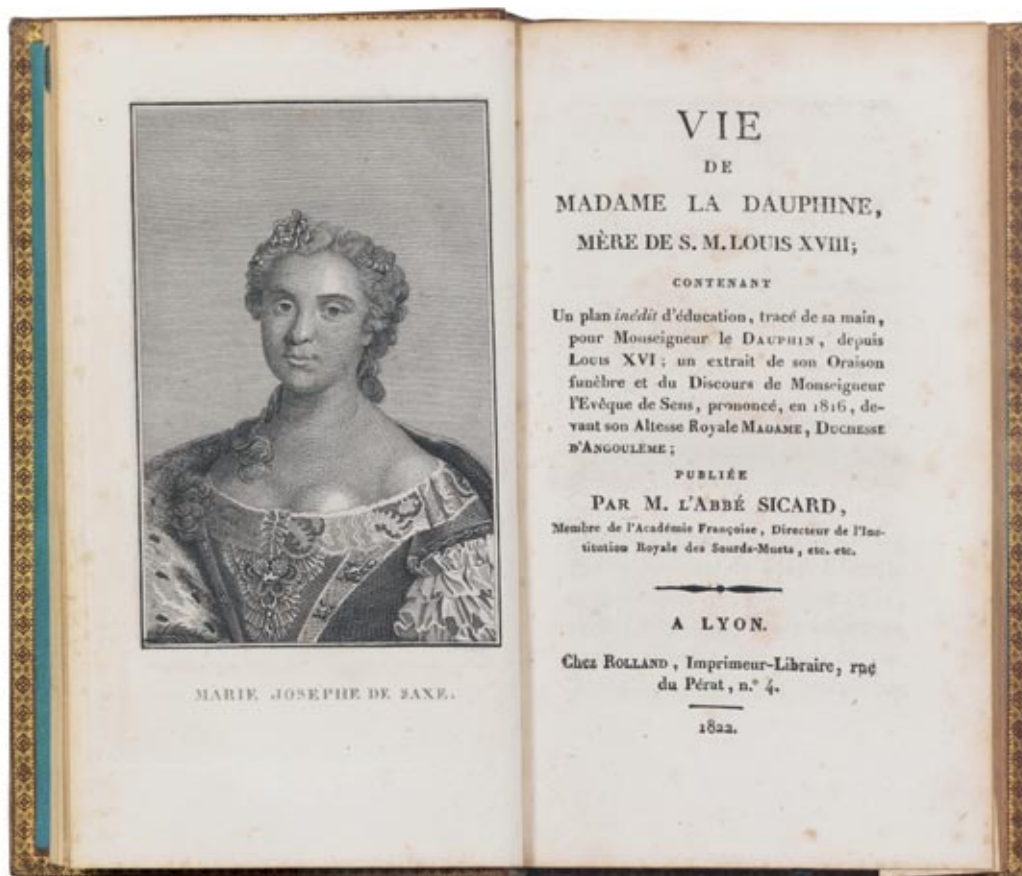 MARIE JOSEPHE DE SAXE.
VIE
DE
MADAME LA DAUPHINE,
MÈRE DE S. M. LOUIS XVIII;
CONTENANT
Un plan inédit d'éducation, tracé de sa main,
pour Monseigneur le DAUPHIN, depuis
LOUIS XVI; un extrait de son Oraison
funèbre et du Discours de Monseigneur
l'Evêque de Sens, prononcé, en 1816, de-
vant son Altesse Royale MADAME, DUCHESSE
D'ANGOULÊME;
PUBLIÉE
PAR M. L'ABBÉ SICARD,
Membre de l'Académie Françoise, Directeur de l'Ins-
titution Royale des Sourds-Muets, etc. etc.
A LYON.
Chez ROLLAND, Imprimeur-Libraire, rue
du Pérat, n.° 4.
1822.